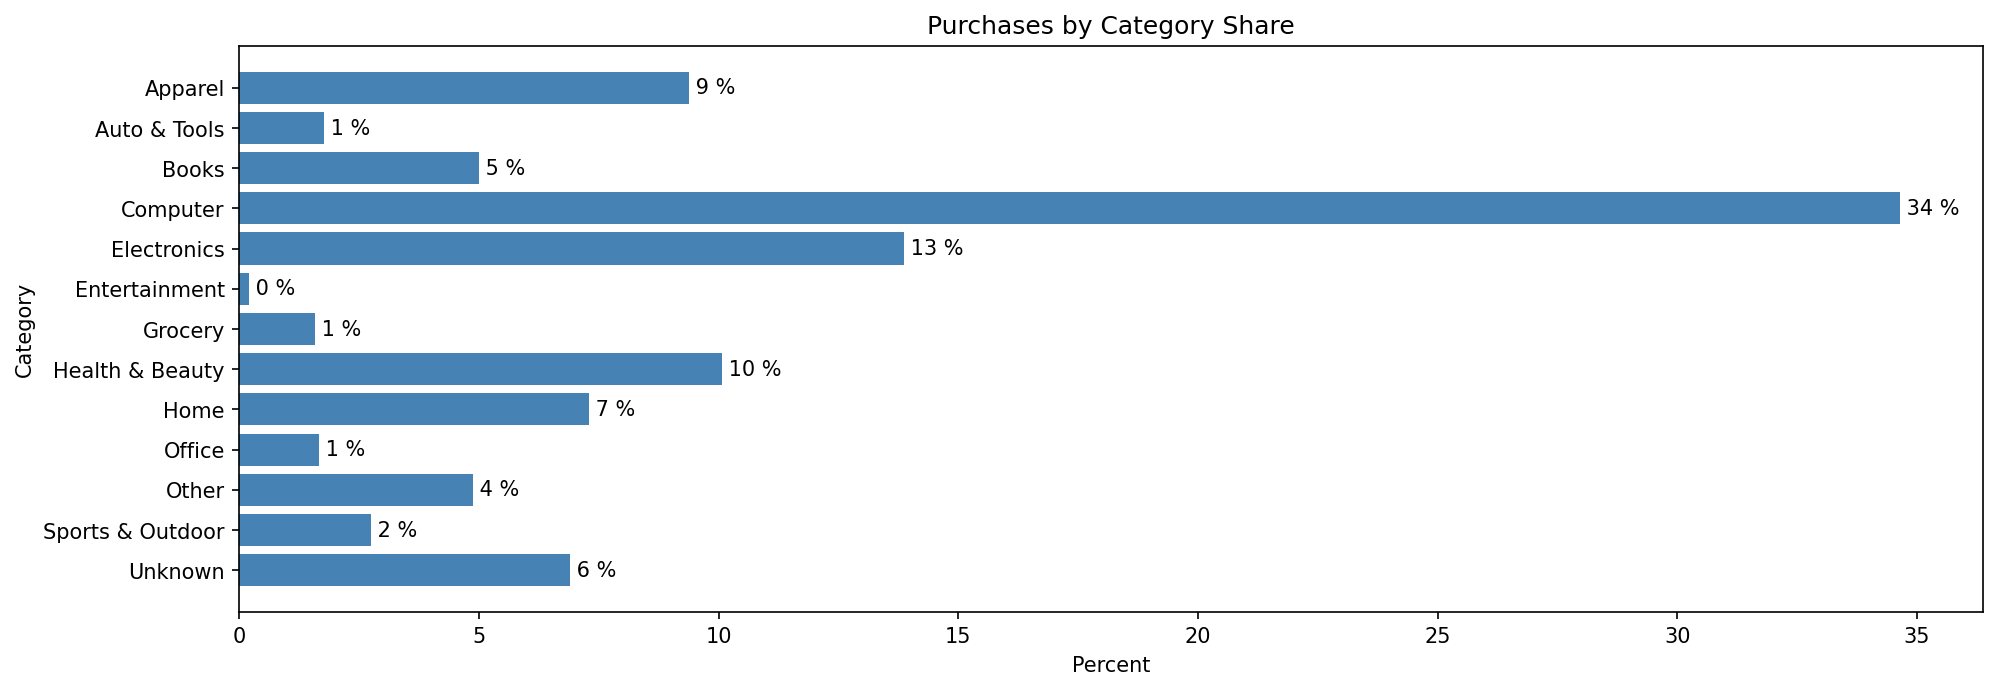 Purchases by Category Share
Category
Apparel 9 %
Auto & Tools 1 %
Books 5 %
Computer 34 %
Electronics 13 %
Entertainment 0 %
Grocery 1 %
Health & Beauty 10 %
Home 7 %
Office 1 %
Other 4 %
Sports & Outdoor 2 %
Unknown 6 %
0 5 10 15 20 25 30 35
Percent